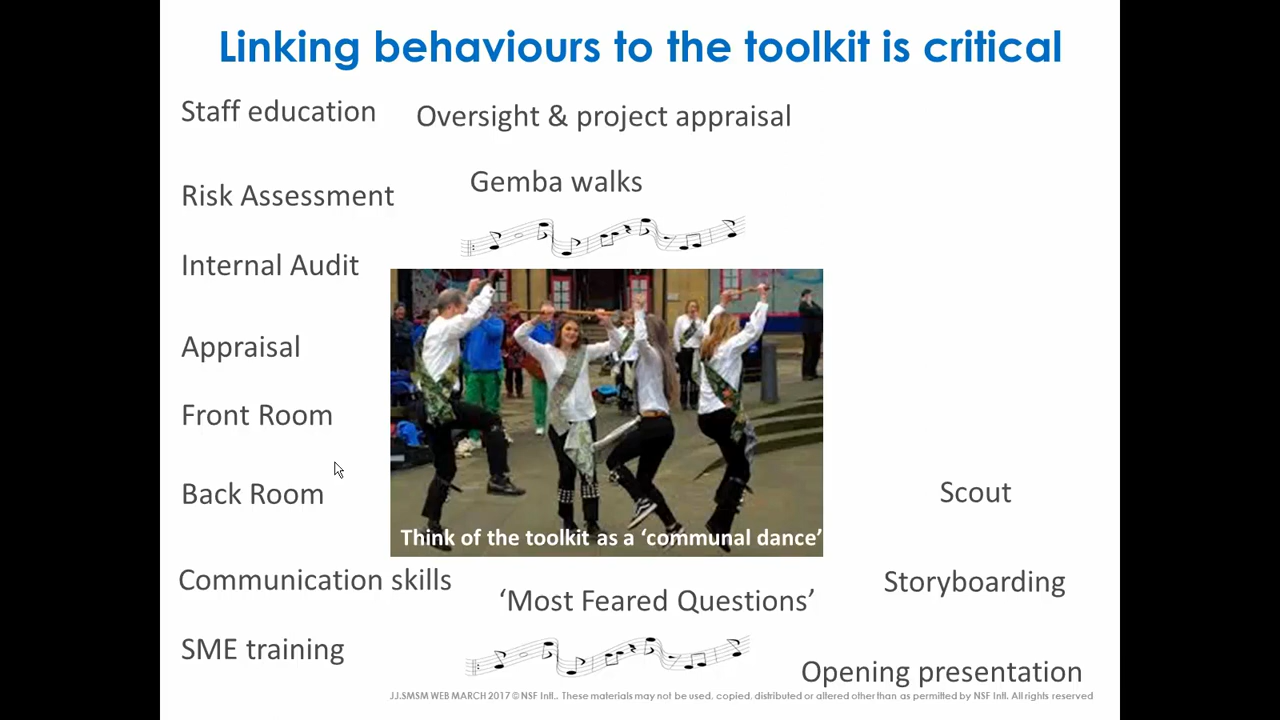 Linking behaviours to the toolkit is critical
Staff education
Oversight & project appraisal
Gemba walks
Risk Assessment
Internal Audit
Appraisal
Front Room
Back Room
Scout
Think of the toolkit as a ‘communal dance’
Communication skills
Storyboarding
‘Most Feared Questions’
SME training
Opening presentation
JJ.SMSM WEB MARCH 2017 © NSF Intl.. These materials may not be used, copied, distributed or altered other than as permitted by NSF Intl. All rights reserved